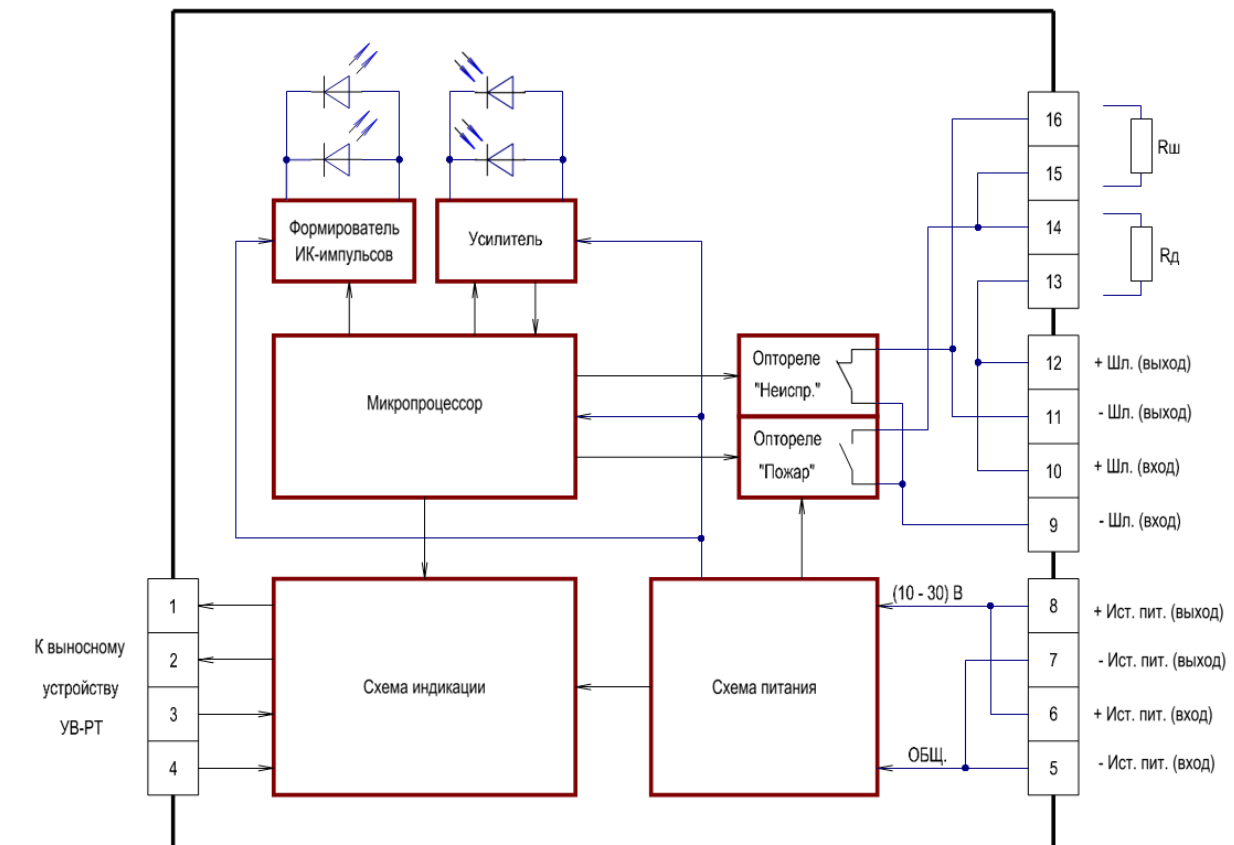 Формирователь
ИК-импульсов
Усилитель
Микропроцессор
Оптореле
"Неиспр."
Оптореле
"Пожар"
16
15
14
13
Rш
Rд
12
11
10
9
+ Шл. (выход)
- Шл. (выход)
+ Шл. (вход)
- Шл. (вход)
К выносному
устройству
УВ-РТ
1
2
3
4
Схема индикации
Схема питания
(10 - 30) В
ОБЩ.
8
7
6
5
+ Ист. пит. (выход)
- Ист. пит. (выход)
+ Ист. пит. (вход)
- Ист. пит. (вход)